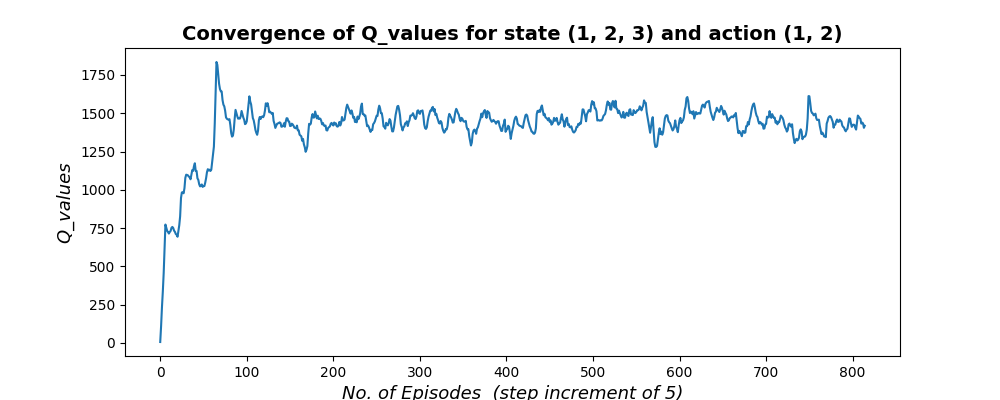 Convergence of Q_values for state (1, 2, 3) and action (1, 2)
Q_values
1750
1500
1250
1000
750
500
250
0
0 100 200 300 400 500 600 700 800
No. of Episodes  (step increment of 5)